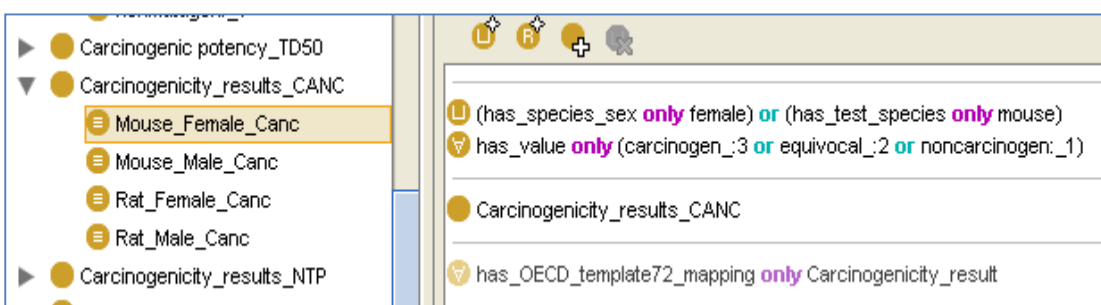 Carcinogenic potency_TD50
Carcinogenicity_results_CANC
Mouse_Female_Canc
Mouse_Male_Canc
Rat_Female_Canc
Rat_Male_Canc
Carcinogenicity_results_NTP
(has_species_sex only female) or (has_test_species only mouse)
has_value only (carcinogen_:3 or equivocal_:2 or noncarcinogen:_1)
Carcinogenicity_results_CANC
has_OECD_template72_mapping only Carcinogenicity_result